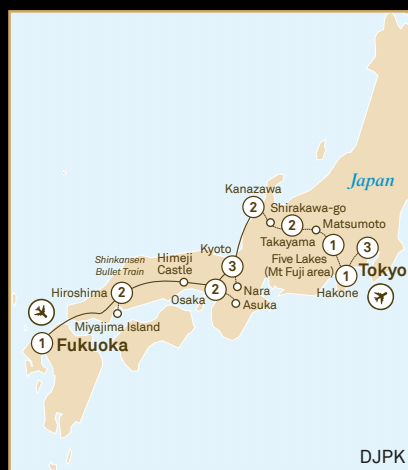 Japan
Kanazawa
2
Shirakawa-go
2
Matsumoto
Takayama
1
3
Kyoto
Five Lakes
(Mt Fuji area)
Tokyo
1
Hakone
3
Shinkansen
Bullet Train
Himeji
Castle
Hiroshima
2
Osaka
2
Nara
Asuka
Miyajima Island
1
Fukuoka
DJPK